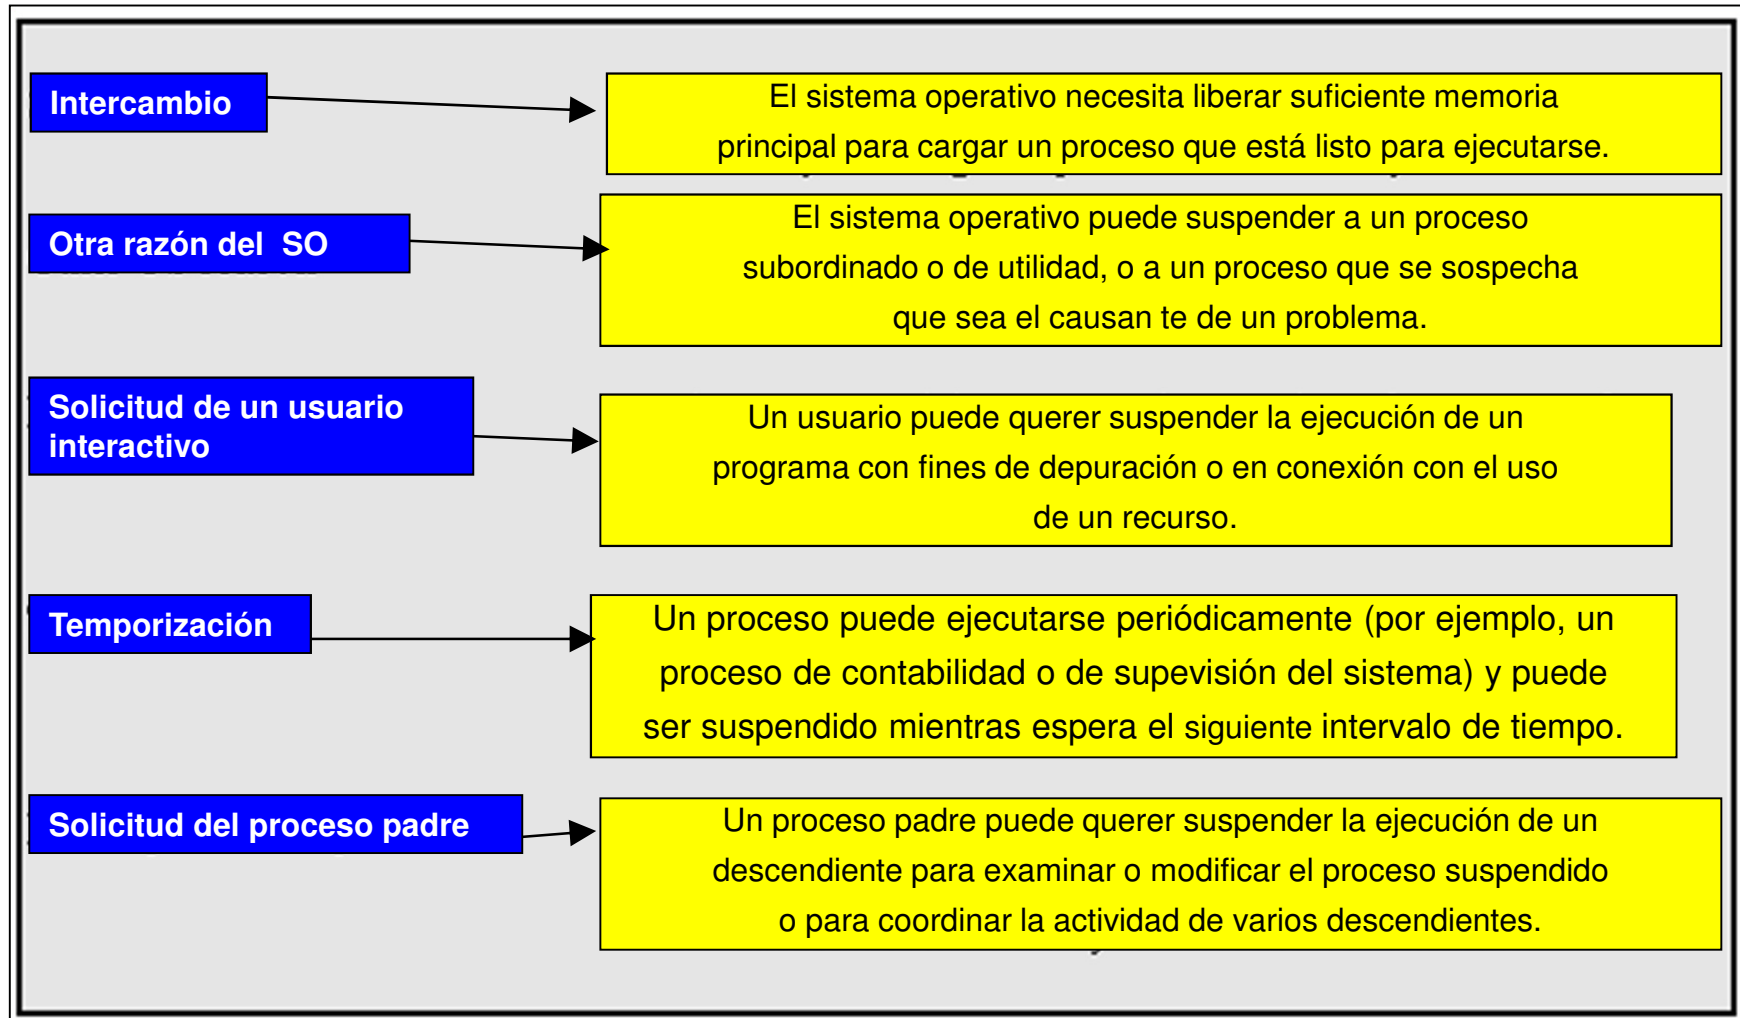 Intercambio
El sistema operativo necesita liberar suficiente memoria
principal para cargar un proceso que está listo para ejecutarse.
Otra razón del  SO
El sistema operativo puede suspender a un proceso
subordinado o de utilidad, o a un proceso que se sospecha
que sea el causan te de un problema.
Solicitud de un usuario
interactivo
Un usuario puede querer suspender la ejecución de un
programa con fines de depuración o en conexión con el uso
de un recurso.
Temporización
Un proceso puede ejecutarse periódicamente (por ejemplo, un
proceso de contabilidad o de supevisión del sistema) y puede
ser suspendido mientras espera el siguiente intervalo de tiempo.
Solicitud del proceso padre
Un proceso padre puede querer suspender la ejecución de un
descendiente para examinar o modificar el proceso suspendido
o para coordinar la actividad de varios descendientes.